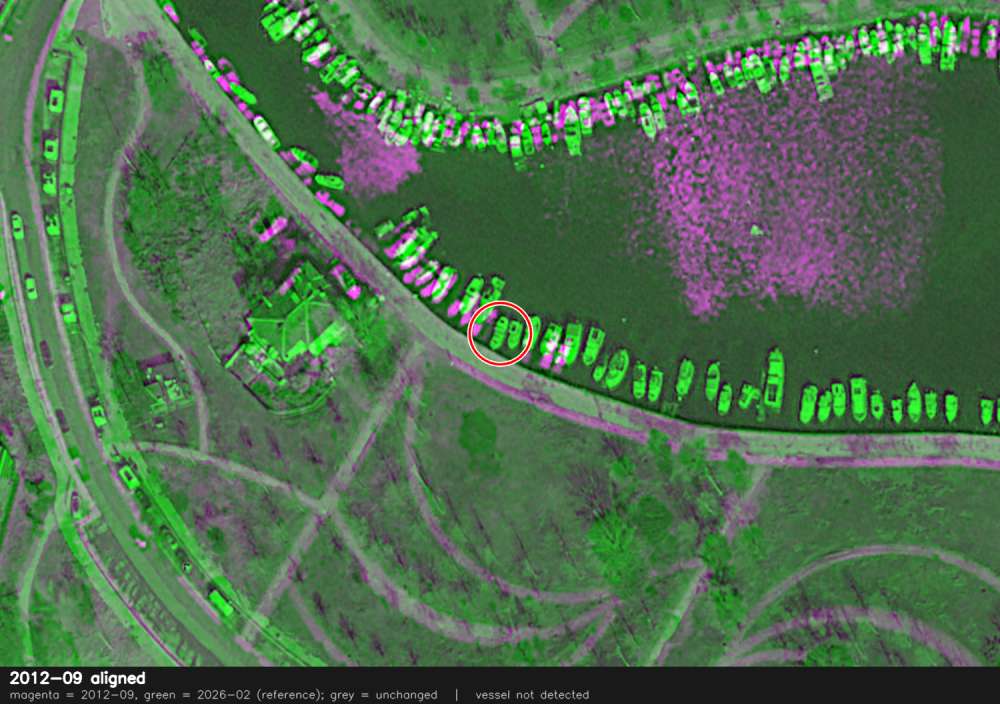 2012-09 aligned
magenta = 2012-09, green = 2026-02 (reference); grey = unchanged | vessel not detected